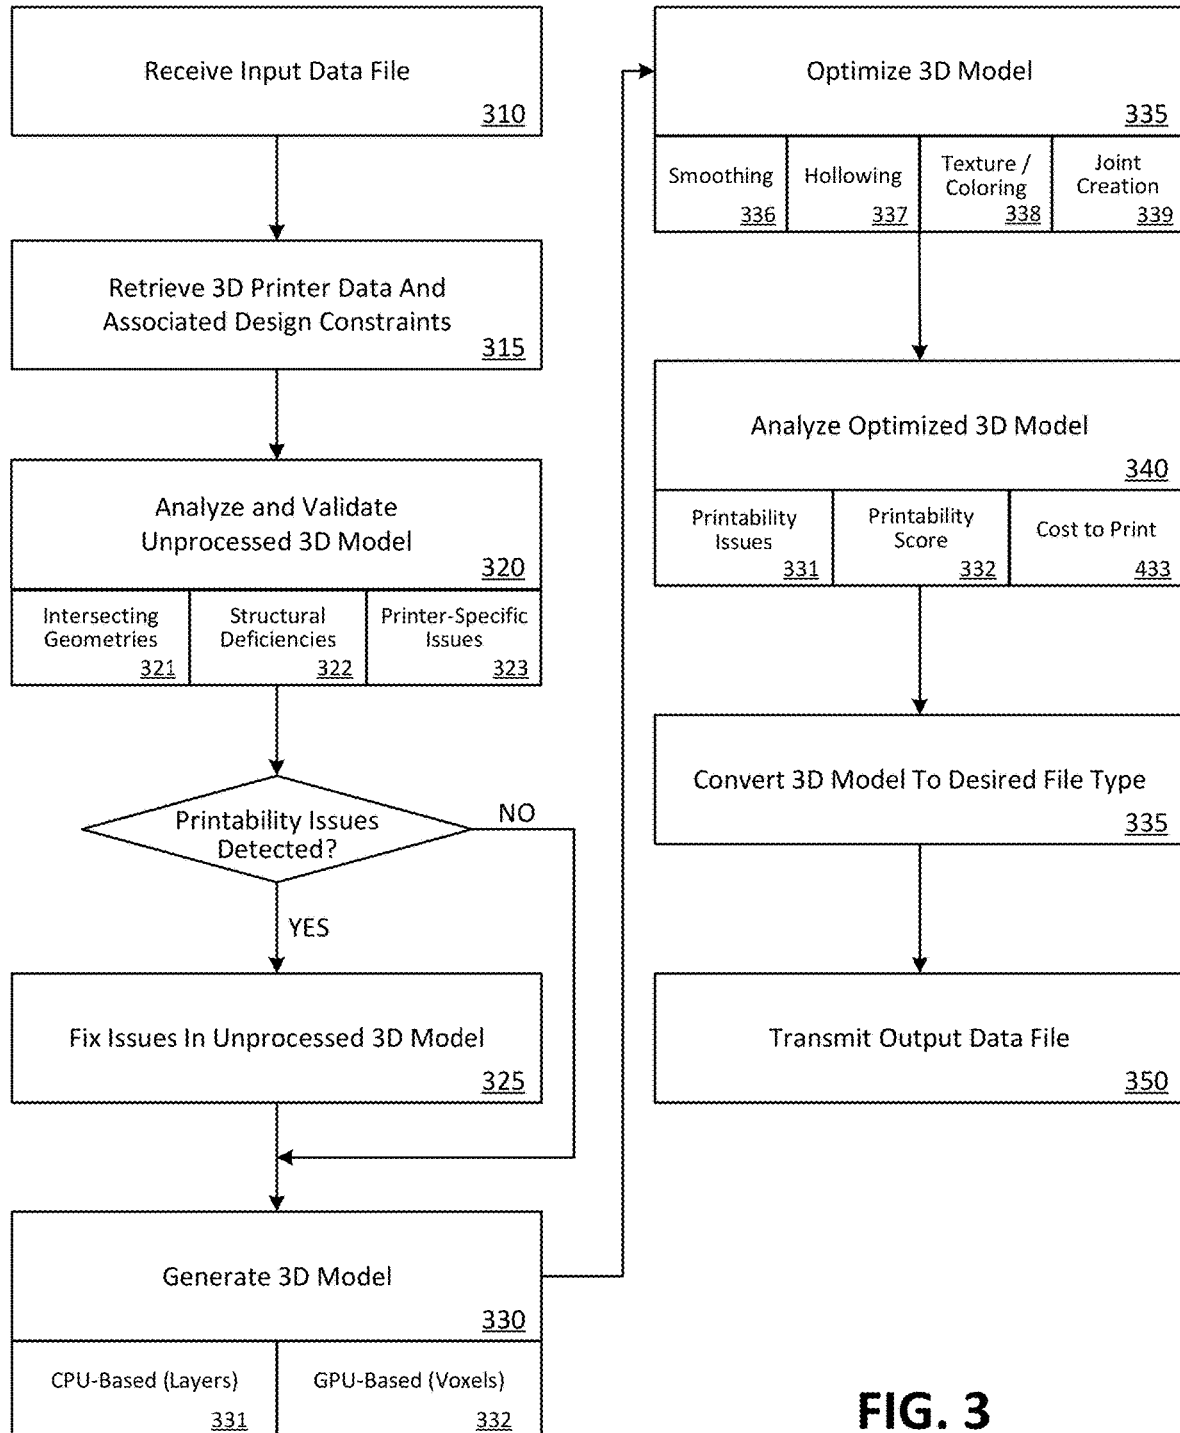 Receive Input Data File
310
Retrieve 3D Printer Data And
Associated Design Constraints
315
Analyze and Validate
Unprocessed 3D Model
320
Intersecting
Geometries
321
Structural
Deficiencies
322
Printer-Specific
Issues
323
Printability Issues
Detected?
NO
YES
Fix Issues In Unprocessed 3D Model
325
Generate 3D Model
330
CPU-Based (Layers)
331
GPU-Based (Voxels)
332
Optimize 3D Model
335
Smoothing
336
Hollowing
337
Texture /
Coloring
338
Joint
Creation
339
Analyze Optimized 3D Model
340
Printability
Issues
331
Printability
Score
332
Cost to Print
433
Convert 3D Model To Desired File Type
335
Transmit Output Data File
350
FIG. 3